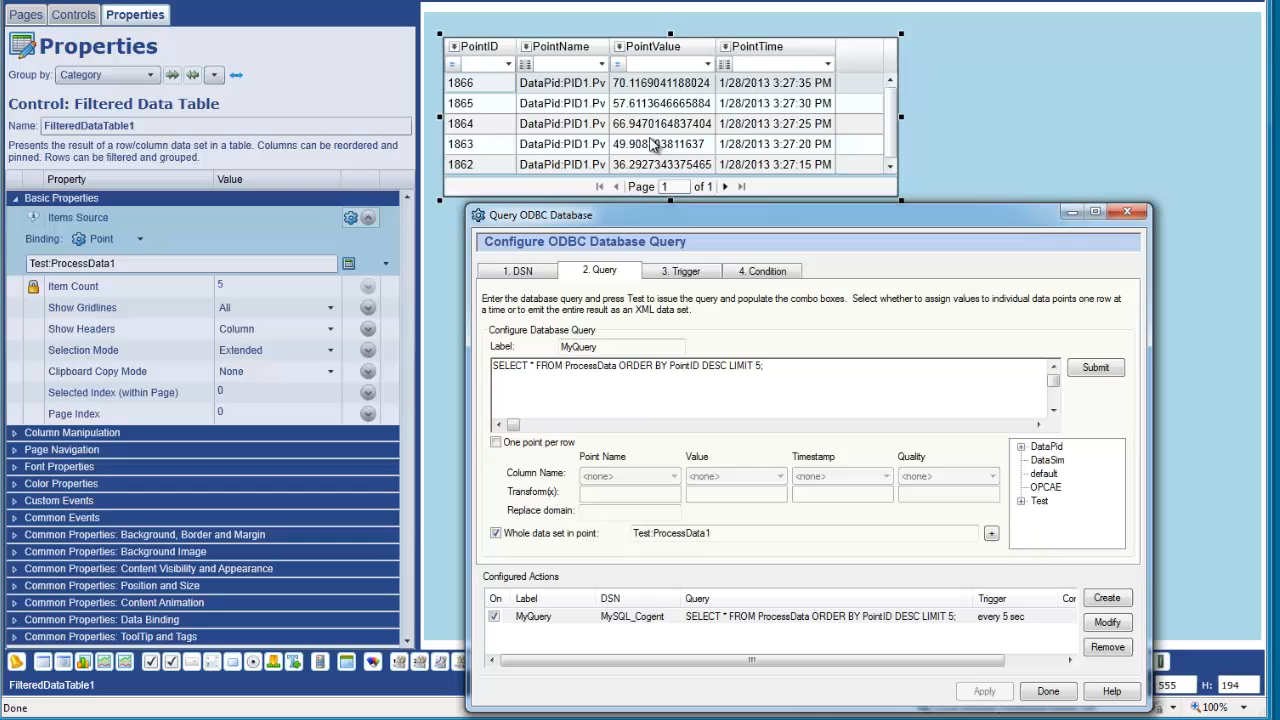 Pages Controls Properties
Properties
Group by: Category
Control: Filtered Data Table
Name: FilteredDataTable1
Presents the result of a row/column data set in a table. Columns can be reordered and
pinned. Rows can be filtered and grouped.
Property Value
Basic Properties
Items Source
Binding: Point
Test:ProcessData1
Item Count 5
Show Gridlines All
Show Headers Column
Selection Mode Extended
Clipboard Copy Mode None
Selected Index (within Page) 0
Page Index 0
Column Manipulation
Page Navigation
Font Properties
Color Properties
Custom Events
Common Events
Common Properties: Background, Border and Margin
Common Properties: Background Image
Common Properties: Content Visibility and Appearance
Common Properties: Position and Size
Common Properties: Content Animation
Common Properties: Data Binding
Common Properties: ToolTip and Tags
FilteredDataTable1
Done
PointID PointName PointValue PointTime
= =
1866 DataPid:PID1.Pv 70.1169041188024 1/28/2013 3:27:35 PM
1865 DataPid:PID1.Pv 57.6113646665884 1/28/2013 3:27:30 PM
1864 DataPid:PID1.Pv 66.9470164837404 1/28/2013 3:27:25 PM
1863 DataPid:PID1.Pv 1/28/2013 3:27:20 PM
1862 DataPid:PID1.Pv 36.2927343375465 1/28/2013 3:27:15 PM
Page 1 of 1
Query ODBC Database
Configure ODBC Database Query
1. DSN 2. Query 3. Trigger 4. Condition
Enter the database query and press Test to issue the query and populate the combo boxes. Select whether to assign values to individual data points one row at
a time or to emit the entire result as an XML data set.
Configure Database Query
Label: MyQuery
SELECT * FROM ProcessData ORDER BY PointID DESC LIMIT 5;
Submit
One point per row
Point Name Value Timestamp Quality
Column Name: <none> <none> <none> <none>
Transform(x):
Replace domain:
Whole data set in point: Test:ProcessData1 +
DataPid
DataSim
default
OPCAE
Test
Configured Actions
On Label DSN Query Trigger Cor
MyQuery MySQL_Cogent SELECT * FROM ProcessData ORDER BY PointID DESC LIMIT 5; every 5 sec
Create
Modify
Remove
Apply Done Help
555 H: 194
100%